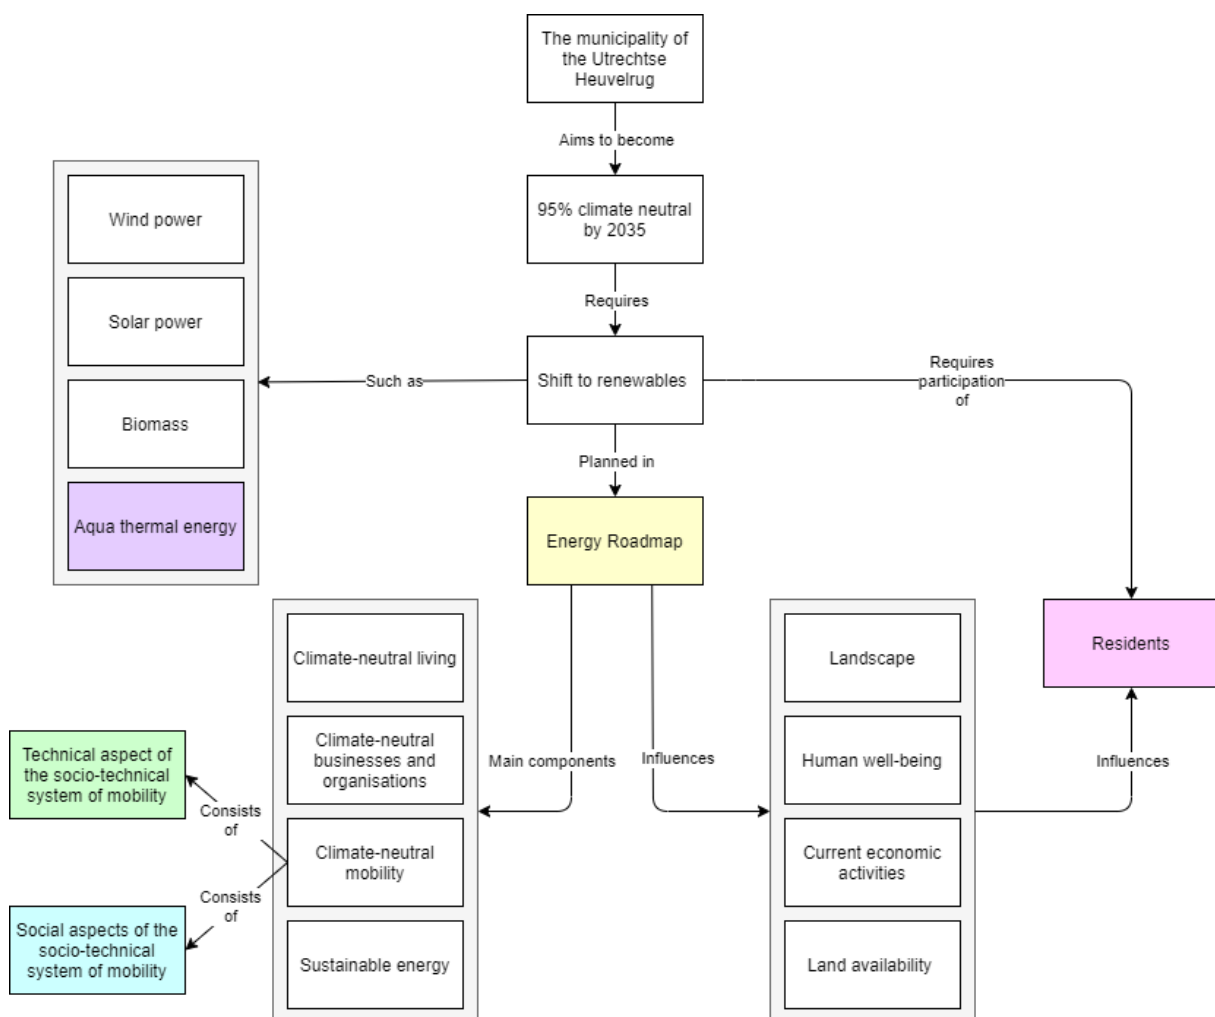 The municipality of
the Utrechtse
Heuvelrug
Aims to become
95% climate neutral
by 2035
Requires
Shift to renewables
Such as
Wind power
Solar power
Biomass
Aqua thermal energy
Requires
participation
of
Residents
Planned in
Energy Roadmap
Main components
Climate-neutral living
Climate-neutral
businesses and
organisations
Climate-neutral
mobility
Sustainable energy
Consists
of
Technical aspect of
the socio-technical
system of mobility
Consists
of
Social aspects of the
socio-technical
system of mobility
Influences
Landscape
Human well-being
Current economic
activities
Land availability
Influences